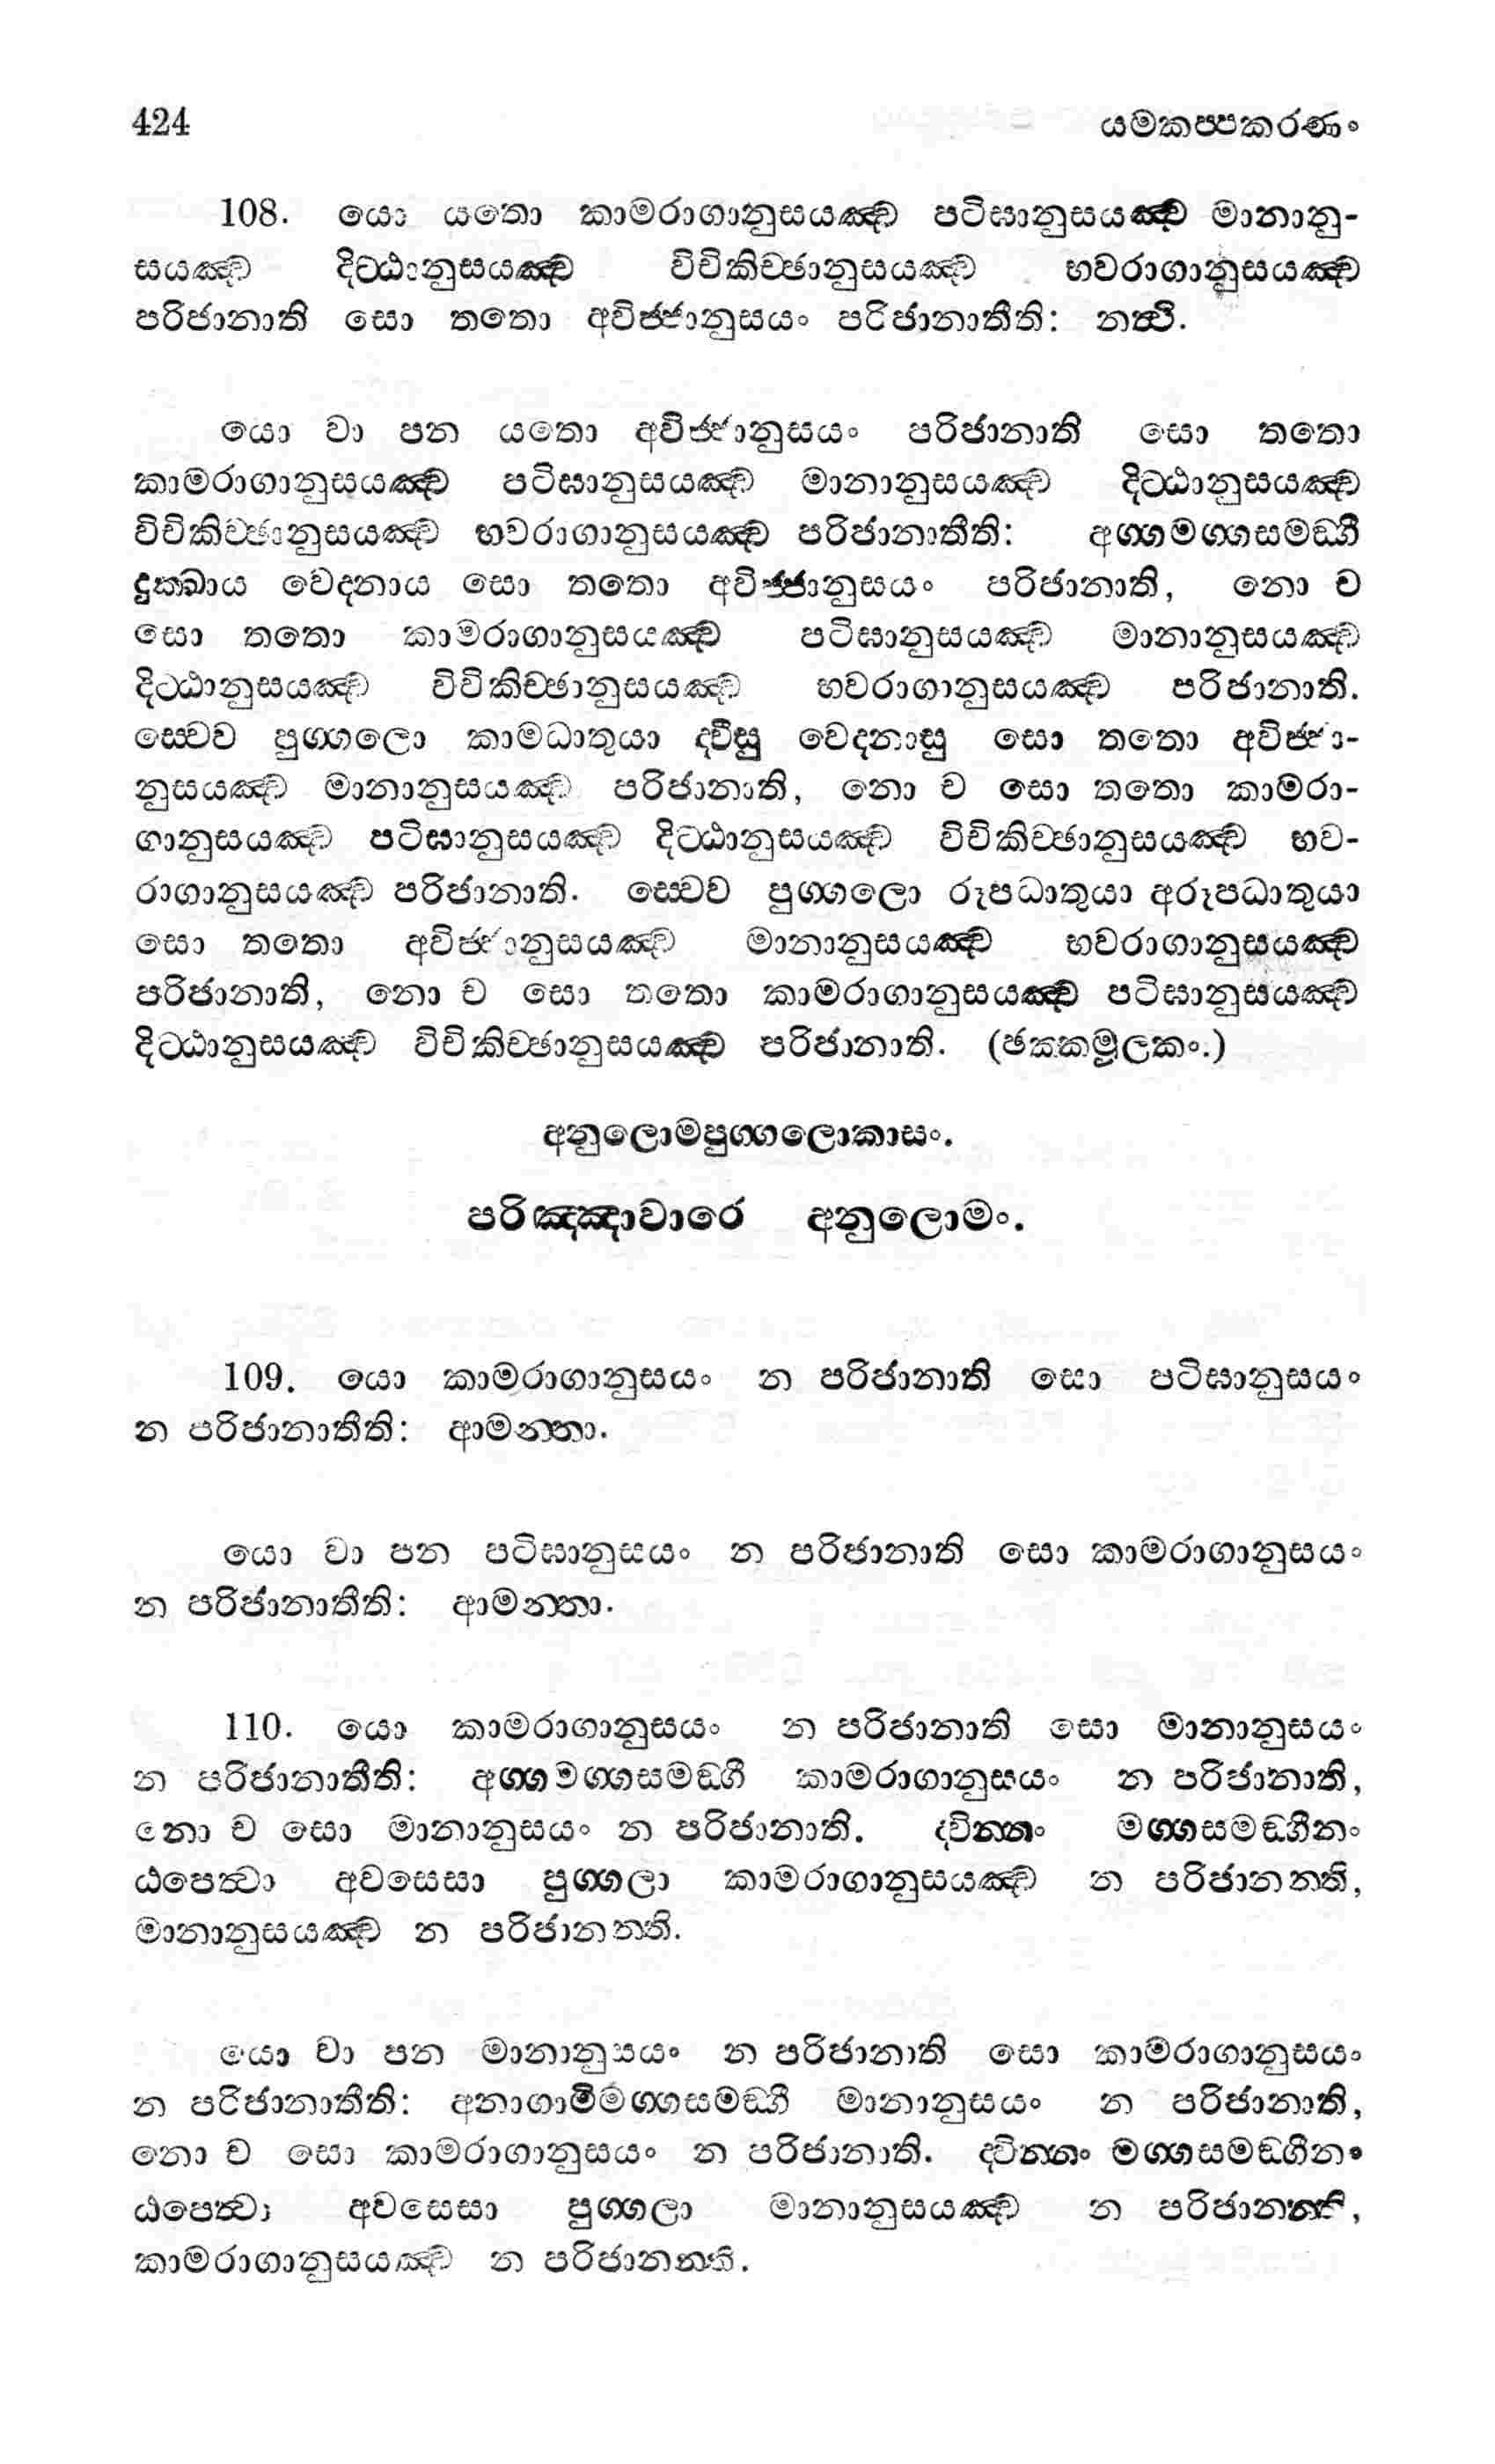 424 යමකප්පකරණං
108. යො යතො කාමරාගානුසයඤ්ච පටිඝානුසයඤ්ච මානානු-
සයඤ්ච දිට්ඨානුසයඤ්ච විචිකිච්ඡානුසයඤ්ච භවරාගානුසයඤ්ච
පරිජානාති සො තතො අවිජ්ජානුසයං පරිජානාතීති: නත්ථි.
යො වා පන යතො අවිජ්ජානුසයං පරිජානාති සො තතො
කාමරාගානුසයඤ්ච පටිඝානුසයඤ්ච මානානුසයඤ්ච දිට්ඨානුසයඤ්ච
විචිකිච්ඡානුසයඤ්ච භවරාගානුසයඤ්ච පරිජානාතීති: අග්ගමග්ගසමඞ්ගී
දුක්ඛාය වෙදනාය සො තතො අවිජ්ජානුසයං පරිජානාති, නො ච
සො තතො කාමරාගානුසයඤ්ච පටිඝානුසයඤ්ච මානානුසයඤ්ච
දිට්ඨානුසයඤ්ච විචිකිච්ඡානුසයඤ්ච භවරාගානුසයඤ්ච පරිජානාති.
ස්වෙව පුග්ගලො කාමධාතුයා ද්වීසු වෙදනාසු සො තතො අවිජ්ජා-
නුසයඤ්ච මානානුසයඤ්ච පරිජානාති, නො ච සො තතො කාමරා-
ගානුසයඤ්ච පටිඝානුසයඤ්ච දිට්ඨානුසයඤ්ච විචිකිච්ඡානුසයඤ්ච භව-
රාගානුසයඤ්ච පරිජානාති. ස්වෙව පුග්ගලො රූපධාතුයා අරූපධාතුයා
සො තතො අවිජ්ජානුසයඤ්ච මානානුසයඤ්ච භවරාගානුසයඤ්ච
පරිජානාති, නො ච සො තතො කාමරාගානුසයඤ්ච පටිඝානුසයඤ්ච
දිට්ඨානුසයඤ්ච විචිකිච්ඡානුසයඤ්ච පරිජානාති. (ඡක්කමූලකං.)
අනුලොමපුග්ගලොකාසං.
පරිඤ්ඤාවාරෙ අනුලොමං.
109. යො කාමරාගානුසයං න පරිජානාති සො පටිඝානුසයං
න පරිජානාතීති: ආමන්තා.
යො වා පන පටිඝානුසයං න පරිජානාති සො කාමරාගානුසයං
න පරිජානාතීති: ආමන්තා.
110. යො කාමරාගානුසයං න පරිජානාති සො මානානුසයං
න පරිජානාතීති: අග්ගමග්ගසමඞ්ගී කාමරාගානුසයං න පරිජානාති,
නො ච සො මානානුසයං න පරිජානාති. ද්වින්නං මග්ගසමඞ්ගීනං
ඨපෙත්වා අවසෙසා පුග්ගලා කාමරාගානුසයඤ්ච න පරිජානන්ති,
මානානුසයඤ්ච න පරිජානන්ති.
යො වා පන මානානුසයං න පරිජානාති සො කාමරාගානුසයං
න පරිජානාතීති: අනාගාමිමග්ගසමඞ්ගී මානානුසයං න පරිජානාති,
නො ච සො කාමරාගානුසයං න පරිජානාති. ද්වින්නං මග්ගසමඞ්ගීනං
ඨපෙත්වා අවසෙසා පුග්ගලා මානානුසයඤ්ච න පරිජානන්ති,
කාමරාගානුසයඤ්ච න පරිජානන්ති.